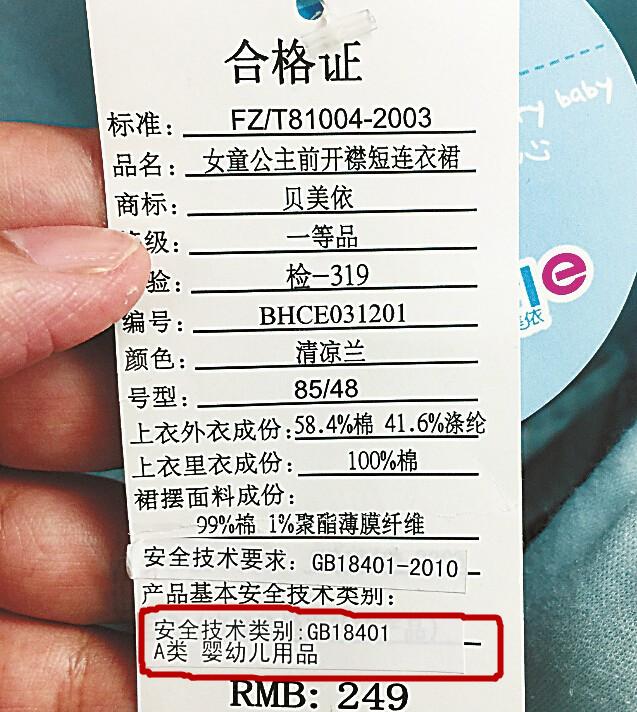 合格证
标准: FZ/T81004-2003
品名: 女童公主前开襟短连衣裙
商标: 贝美依
级: 一等品
验: 检-319
编号: BHCE031201
颜色: 清凉兰
号型: 85/48
上衣外衣成份:58.4%棉 41.6%涤纶
上衣里衣成份: 100%棉
裙摆面料成份:
99%棉 1%聚酯薄膜纤维
安全技术要求: GB18401-2010
产品基本安全技术类别:
安全技术类别:GB18401
A类 婴幼儿用品
RMB: 249
baby
e
依